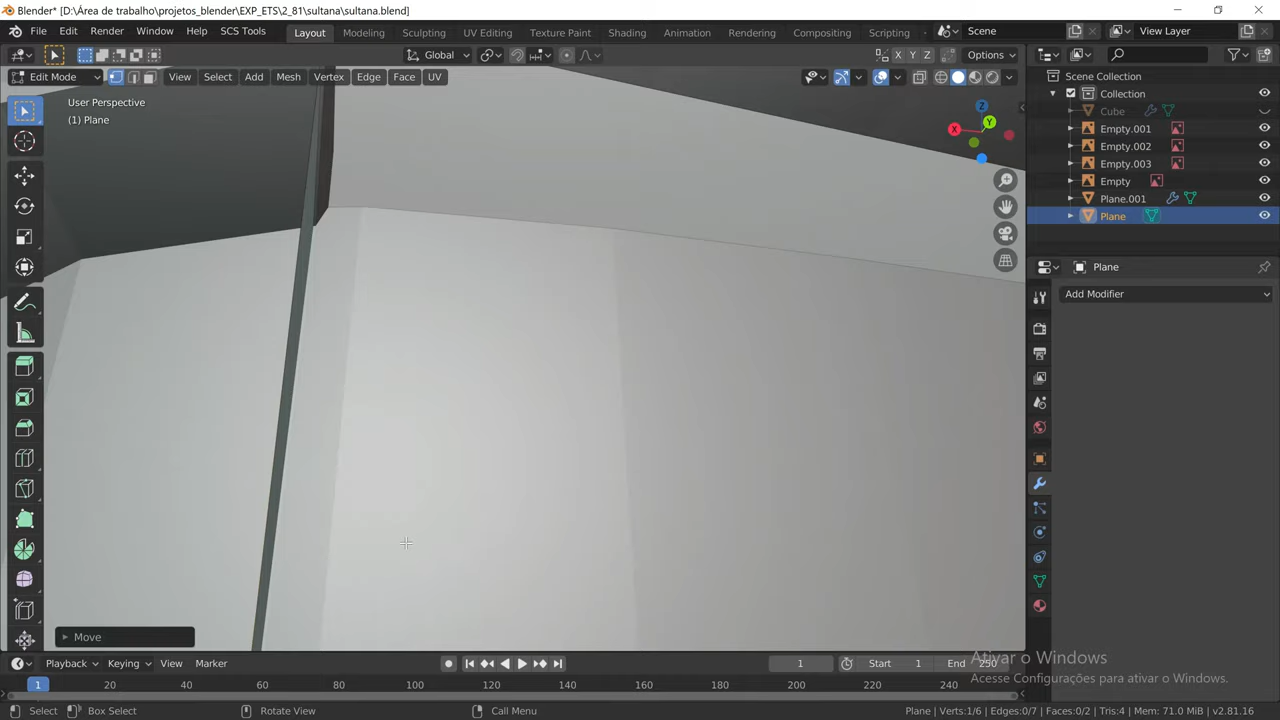 Blender* [D:\Área de trabalho\projetos_blender\EXP_ETS\2_81\sultana\sultana.blend]
File Edit Render Window Help SCS Tools Layout Modeling Sculpting UV Editing Texture Paint Shading Animation Rendering Compositing Scripting Scene View Layer
Global X Y Z Options
Edit Mode View Select Add Mesh Vertex Edge Face UV
User Perspective
(1) Plane
Z
Y
X
Scene Collection
Collection
Cube
Empty.001
Empty.002
Empty.003
Empty
Plane.001
Plane
Plane
Add Modifier
Move
Ativar o Windows
Acesse Configurações para ativar o Windows.
Playback Keying View Marker 1 Start 1 End 250
1 20 40 60 80 100 120 140 160 180 200 220 240
Select Box Select Rotate View Call Menu Plane | Verts:1/6 | Edges:0/7 | Faces:0/2 | Tris:4 | Mem: 71.0 MiB | v2.81.16